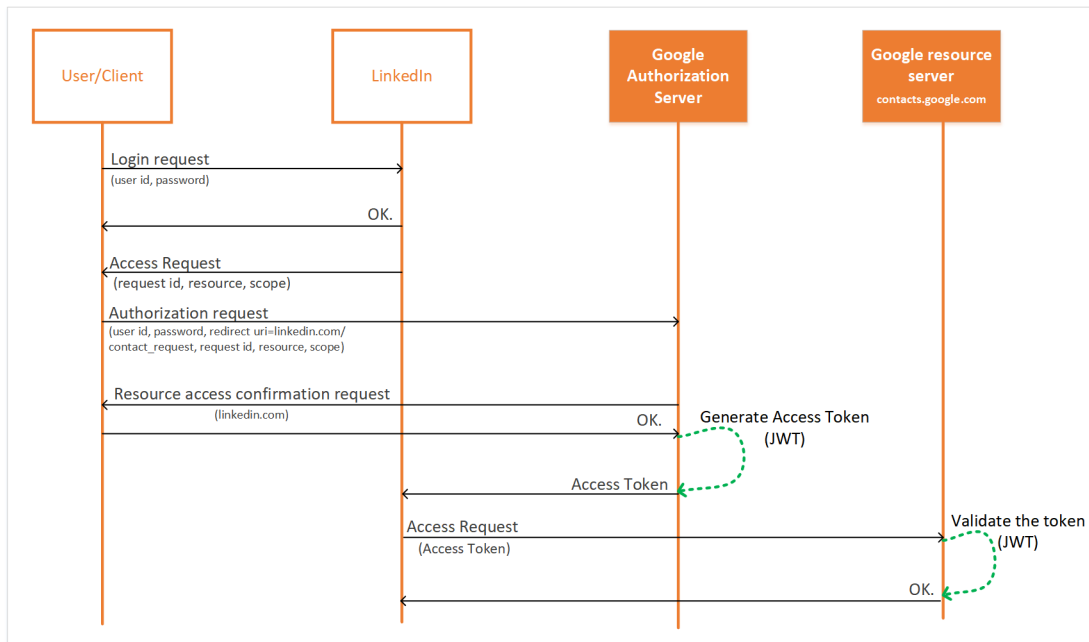 User/Client
LinkedIn
Google
Authorization
Server
Google resource
server
contacts.google.com
Login request
(user id, password)
OK.
Access Request
(request id, resource, scope)
Authorization request
(user id, password, redirect uri=linkedin.com/
contact_request, request id, resource, scope)
Resource access confirmation request
(linkedin.com)
OK.
Generate Access Token
(JWT)
Access Token
Access Request
(Access Token)
Validate the token
(JWT)
OK.